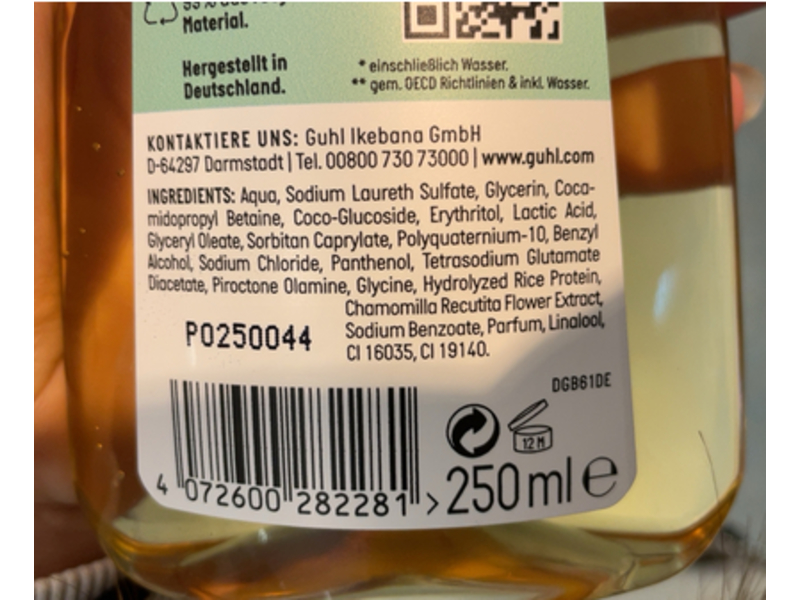 Material.
Hergestellt in
Deutschland.
* einschließlich Wasser.
** gem. OECD Richtlinien & inkl. Wasser.
KONTAKTIERE UNS: Guhl Ikebana GmbH
D-64297 Darmstadt | Tel. 00800 730 73000 | www.guhl.com
INGREDIENTS: Aqua, Sodium Laureth Sulfate, Glycerin, Coca-
midopropyl Betaine, Coco-Glucoside, Erythritol, Lactic Acid,
Glyceryl Oleate, Sorbitan Caprylate, Polyquaternium-10, Benzyl
Alcohol, Sodium Chloride, Panthenol, Tetrasodium Glutamate
Diacetate, Piroctone Olamine, Glycine, Hydrolyzed Rice Protein,
Chamomilla Recutita Flower Extract,
Sodium Benzoate, Parfum, Linalool,
CI 16035, CI 19140.
P0250044
DGB61DE
12 M
4 072600 282281 >
250 ml e